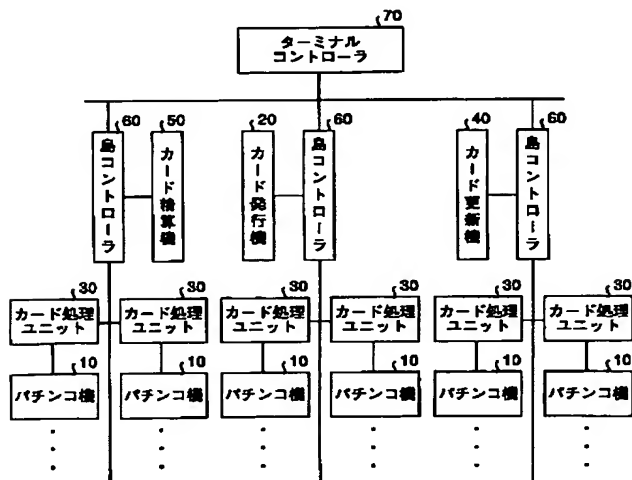 70
ターミナル
コントローラ
60
50
20
60
40
60
島コントローラ
カード精算機
カード発行機
島コントローラ
カード更新機
島コントローラ
30
30
30
30
30
30
カード処理
ユニット
カード処理
ユニット
カード処理
ユニット
カード処理
ユニット
カード処理
ユニット
カード処理
ユニット
10
10
10
10
10
10
パチンコ機
パチンコ機
パチンコ機
パチンコ機
パチンコ機
パチンコ機